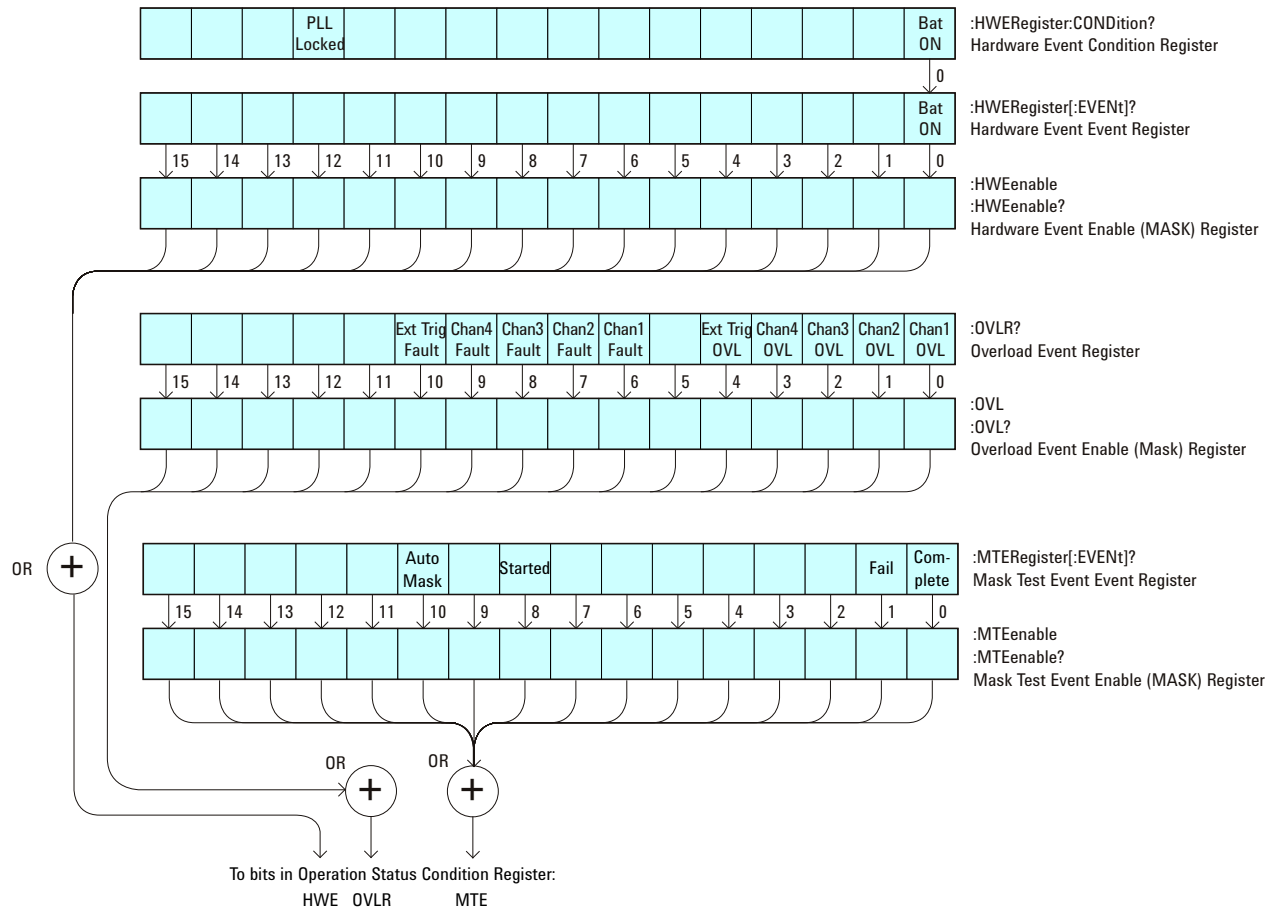 PLL
Locked
Bat
ON
:HWERegister:CONDition?
Hardware Event Condition Register
0
Bat
ON
:HWERegister[:EVENt]?
Hardware Event Event Register
15 14 13 12 11 10 9 8 7 6 5 4 3 2 1 0
:HWEenable
:HWEenable?
Hardware Event Enable (MASK) Register
Ext Trig Chan4 Chan3 Chan2 Chan1 Ext Trig Chan4 Chan3 Chan2 Chan1
Fault Fault Fault Fault Fault OVL OVL OVL OVL OVL
:OVLR?
Overload Event Register
15 14 13 12 11 10 9 8 7 6 5 4 3 2 1 0
:OVL
:OVL?
Overload Event Enable (Mask) Register
OR +
Auto
Mask
Started
Fail
Com-
plete
:MTERegister[:EVENt]?
Mask Test Event Event Register
15 14 13 12 11 10 9 8 7 6 5 4 3 2 1 0
:MTEenable
:MTEenable?
Mask Test Event Enable (MASK) Register
OR +
OR +
To bits in Operation Status Condition Register:
HWE OVLR MTE